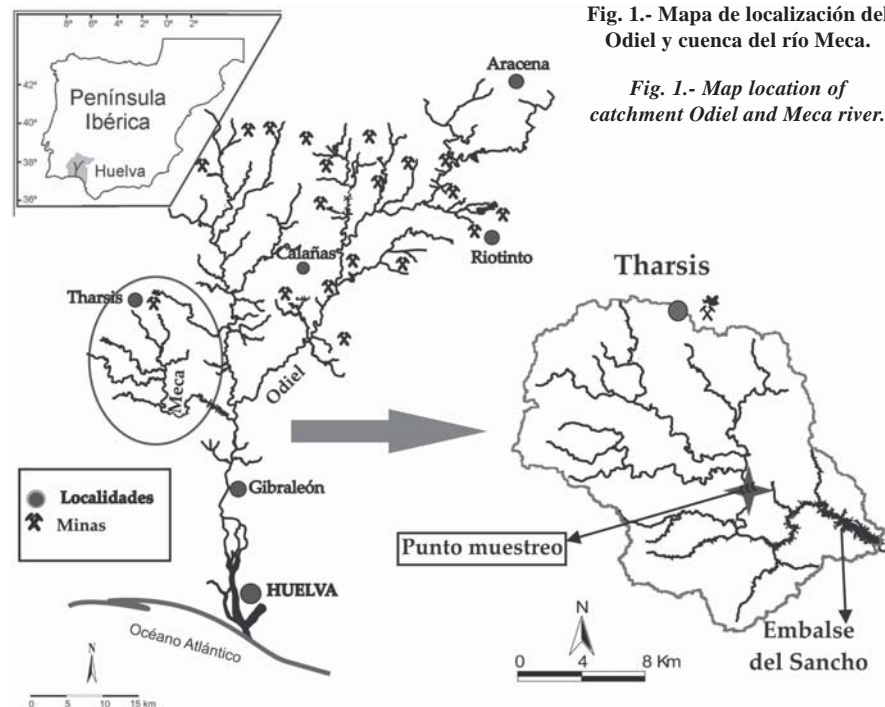 Fig. 1.- Mapa de localización del
Odiel y cuenca del río Meca.
Fig. 1.- Map location of
catchment Odiel and Meca river.
8° 6° 4° 2° 0° 2°
42°
40°
38°
36°
Península
Ibérica
Huelva
Aracena
Riotinto
Calañas
Tharsis
Meca
Odiel
Gibraleón
HUELVA
Océano Atlántico
Localidades
Minas
N
0 5 10 15 km
Tharsis
Punto muestreo
Embalse
del Sancho
N
0 4 8 Km